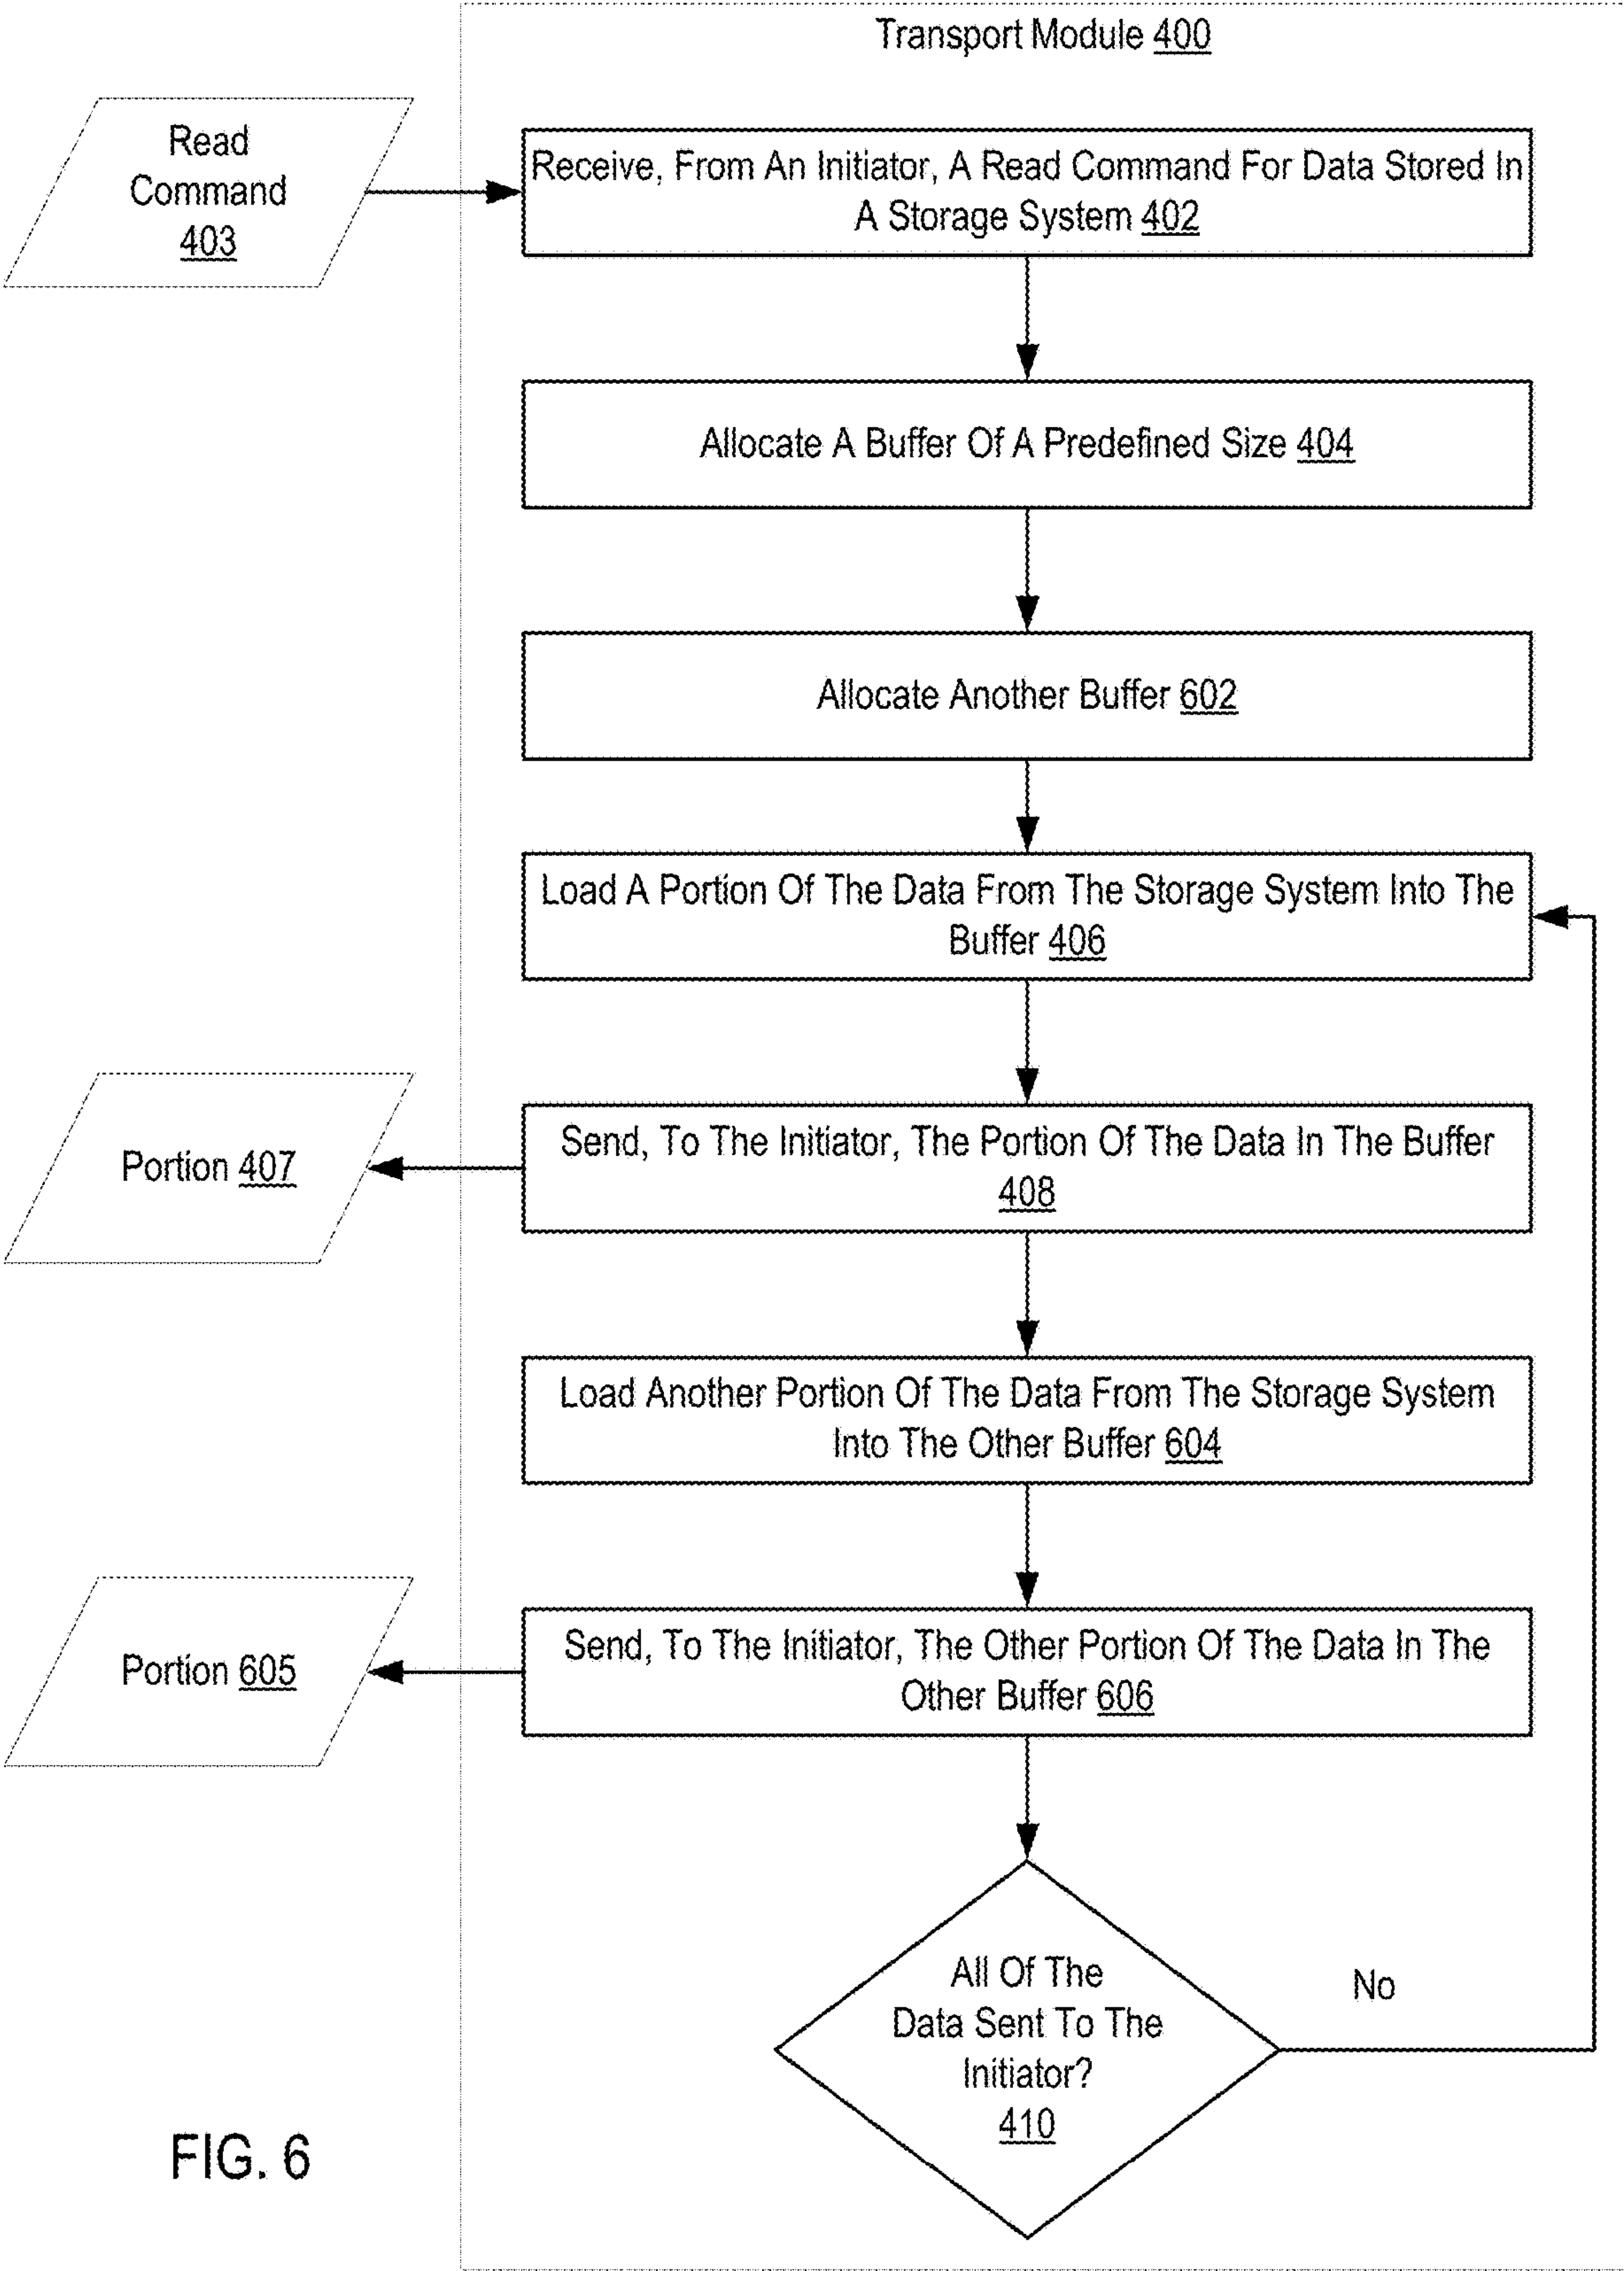 Transport Module 400
Read
Command
403
Receive, From An Initiator, A Read Command For Data Stored In
A Storage System 402
Allocate A Buffer Of A Predefined Size 404
Allocate Another Buffer 602
Load A Portion Of The Data From The Storage System Into The
Buffer 406
Portion 407
Send, To The Initiator, The Portion Of The Data In The Buffer
408
Load Another Portion Of The Data From The Storage System
Into The Other Buffer 604
Portion 605
Send, To The Initiator, The Other Portion Of The Data In The
Other Buffer 606
All Of The
Data Sent To The
Initiator?
410
No
FIG. 6